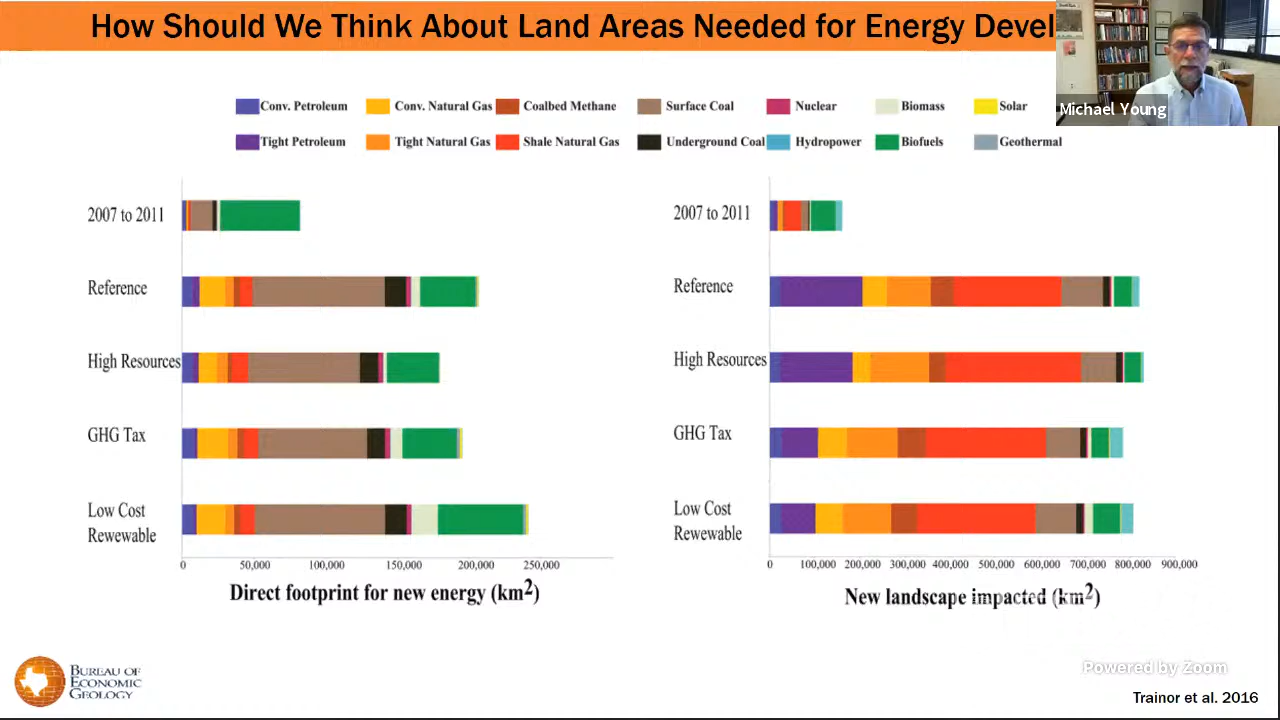 How Should We Think About Land Areas Needed for Energy Devel
Michael Young
Conv. Petroleum Conv. Natural Gas Coalbed Methane Surface Coal Nuclear Biomass Solar
Tight Petroleum Tight Natural Gas Shale Natural Gas Underground Coal Hydropower Biofuels Geothermal
2007 to 2011
Reference
High Resources
GHG Tax
Low Cost
Rewewable
0 50,000 100,000 150,000 200,000 250,000
Direct footprint for new energy (km2)
2007 to 2011
Reference
High Resources
GHG Tax
Low Cost
Rewewable
0 100,000 200,000 300,000 400,000 500,000 600,000 700,000 800,000 900,000
New landscape impacted (km2)
BUREAU OF
ECONOMIC
GEOLOGY
Powered by Zoom
Trainor et al. 2016